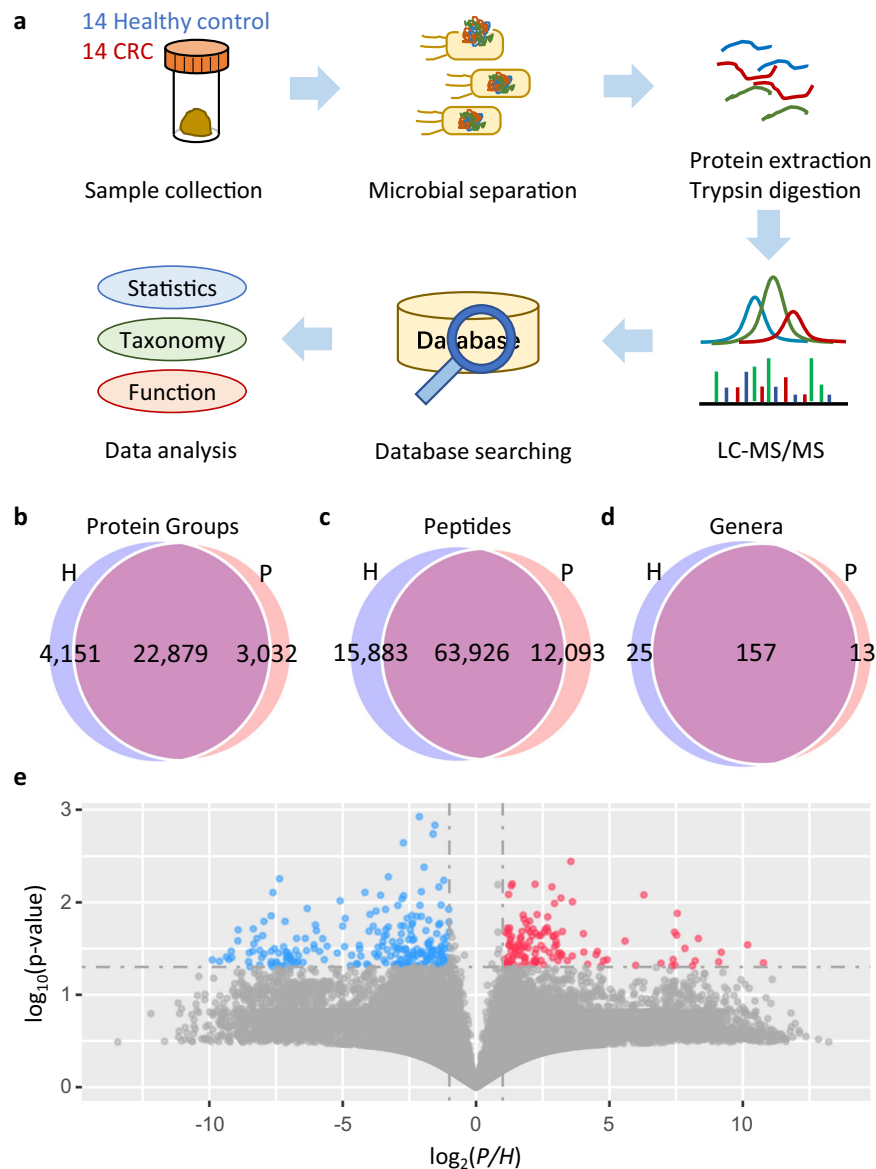 a
14 Healthy control
14 CRC
Sample collection
Microbial separation
Protein extraction
Trypsin digestion
Statistics
Taxonomy
Function
Database
Data analysis
Database searching
LC-MS/MS
b
Protein Groups
H
P
4,151
22,879
3,032
c
Peptides
H
P
15,883
63,926
12,093
d
Genera
H
P
25
157
13
e
3
2
1
0
log10(p-value)
-10
-5
0
5
10
log2(P/H)